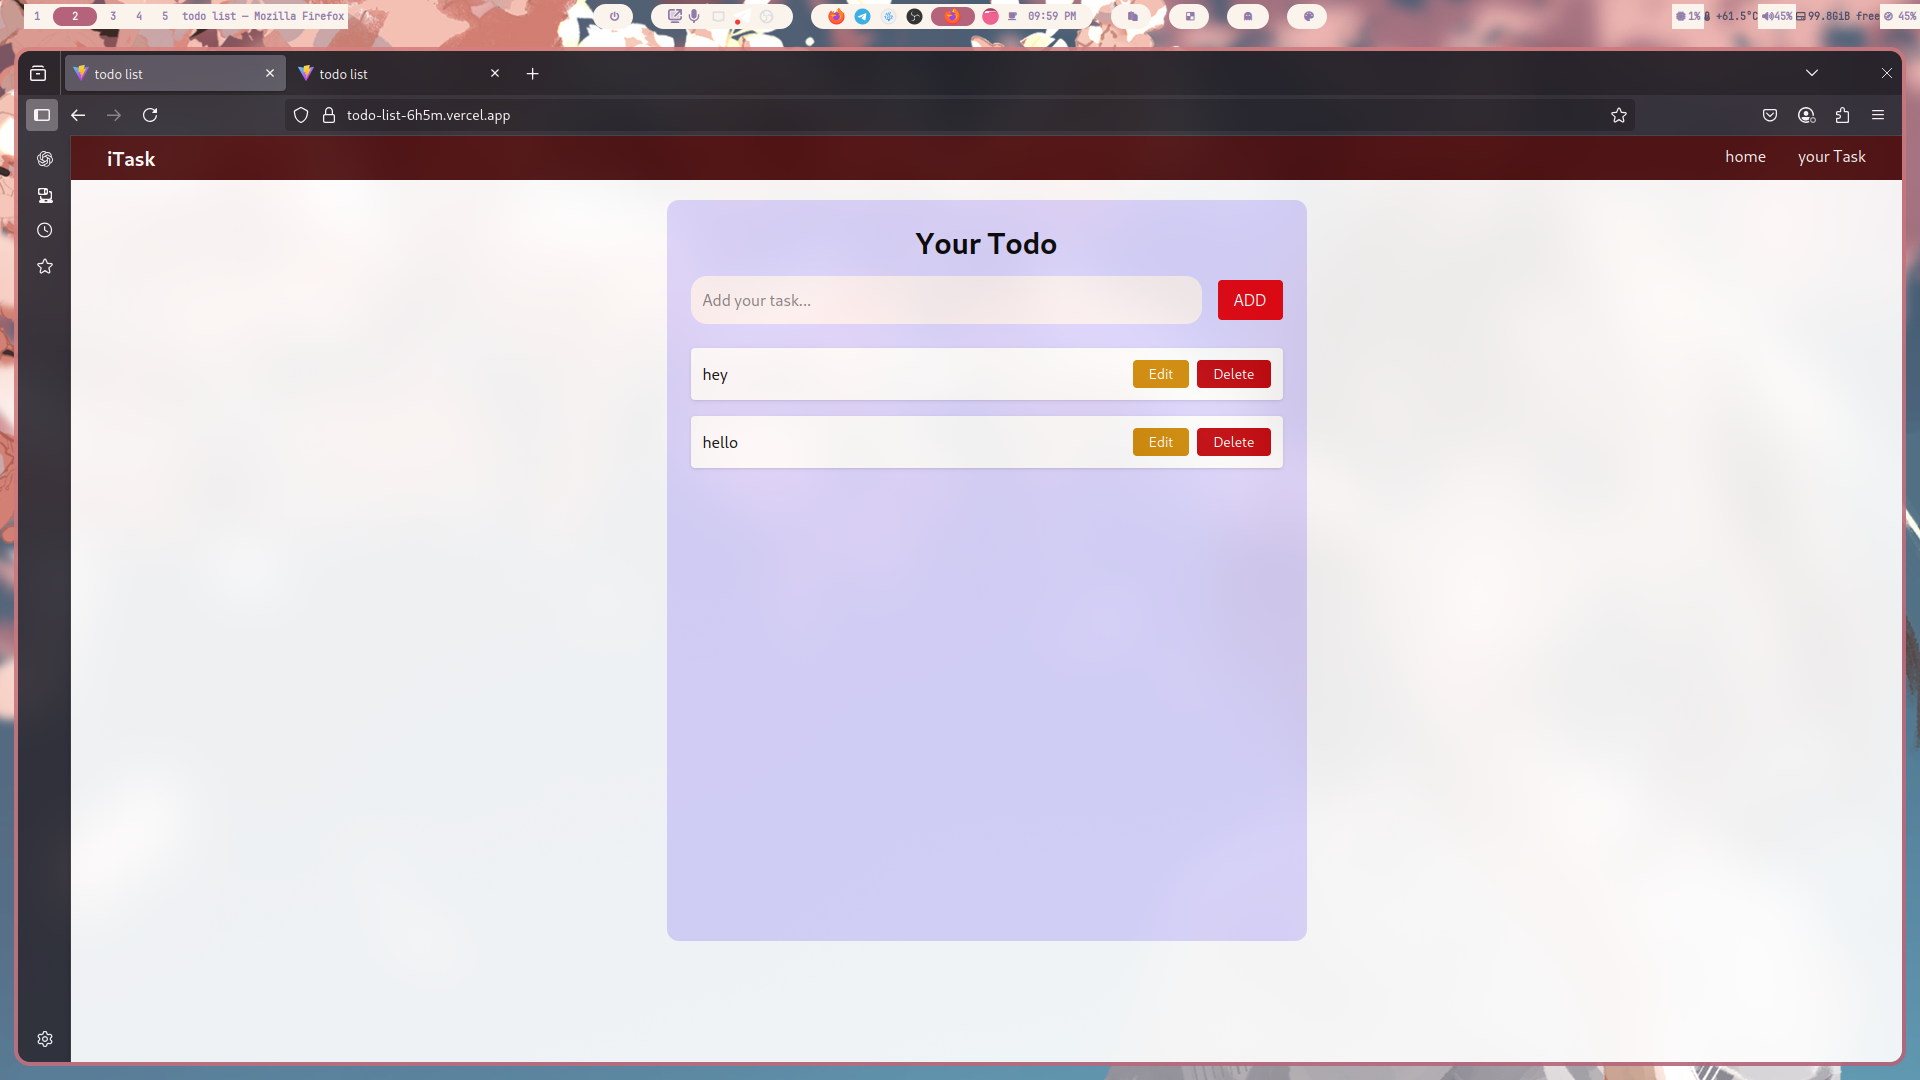 1 2 3 4 5 todo list — Mozilla Firefox
09:59 PM
1% +61.5°C 45% 99.8GiB free 45%
todo list
todo list
todo-list-6h5m.vercel.app
iTask
home
your Task
Your Todo
Add your task...
ADD
hey
Edit
Delete
hello
Edit
Delete